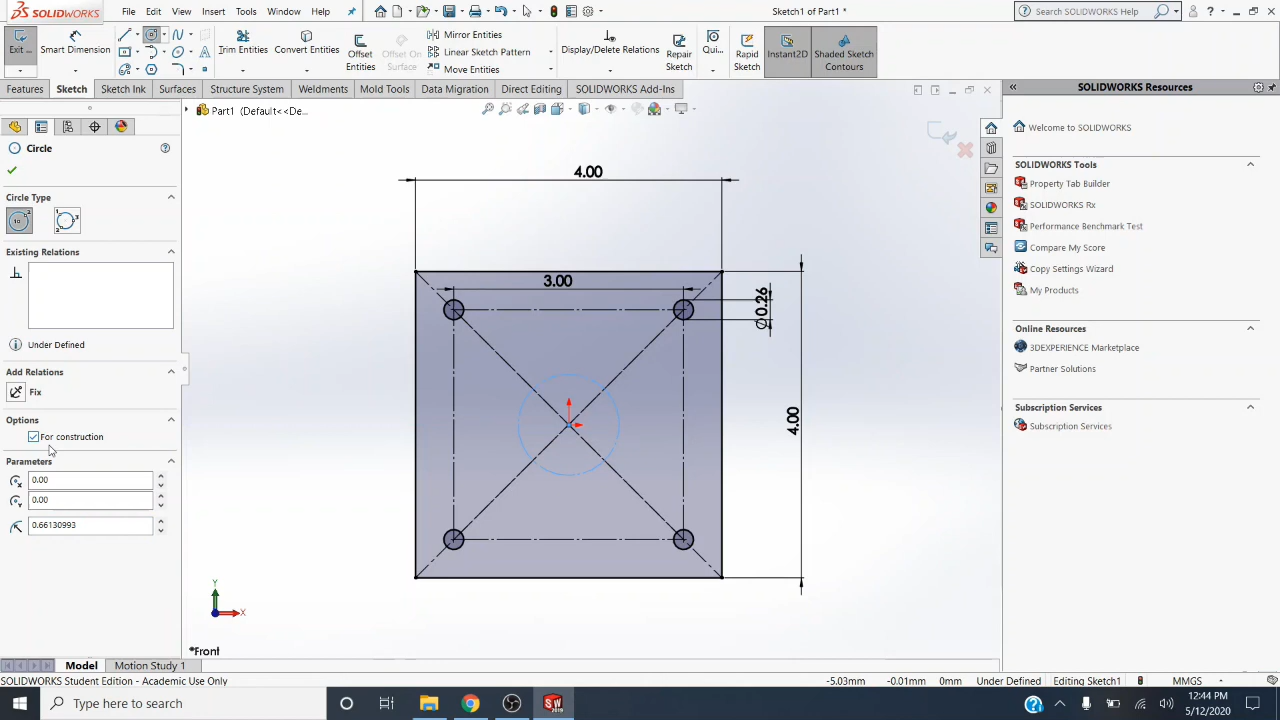 SOLIDWORKS File Edit View Insert Tools Window Help Sketch1 of Part1 * Search SOLIDWORKS Help
Exit ... Smart Dimension Trim Entities Convert Entities Offset Entities Offset On Surface Mirror Entities Linear Sketch Pattern Move Entities Display/Delete Relations Repair Sketch Qui... Rapid Sketch Instant2D Shaded Sketch Contours
Features Sketch Sketch Ink Surfaces Structure System Weldments Mold Tools Data Migration Direct Editing SOLIDWORKS Add-Ins
SOLIDWORKS Resources
Part1 (Default<<De...
Circle
Circle Type
Existing Relations
Under Defined
Add Relations
Fix
Options
For construction
Parameters
0.00
0.00
0.66130993
4.00
3.00
Ø0.26
4.00
Y
X
*Front
Welcome to SOLIDWORKS
SOLIDWORKS Tools
Property Tab Builder
SOLIDWORKS Rx
Performance Benchmark Test
Compare My Score
Copy Settings Wizard
My Products
Online Resources
3DEXPERIENCE Marketplace
Partner Solutions
Subscription Services
Subscription Services
Model Motion Study 1
SOLIDWORKS Student Edition - Academic Use Only -5.03mm -0.01mm 0mm Under Defined Editing Sketch1 MMGS
Type here to search
12:44 PM
5/12/2020